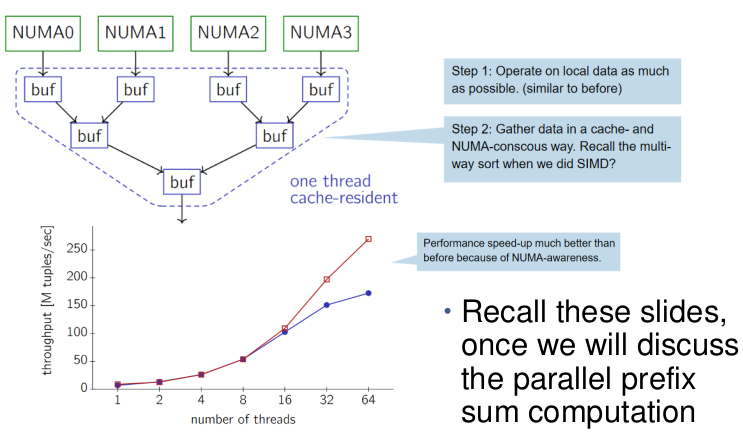 NUMA0 NUMA1 NUMA2 NUMA3
buf buf buf buf
buf buf
buf
one thread
cache-resident
Step 1: Operate on local data as much
as possible. (similar to before)
Step 2: Gather data in a cache- and
NUMA-conscous way. Recall the multi-
way sort when we did SIMD?
throughput [M tuples/sec]
250
200
150
100
50
0
1 2 4 8 16 32 64
number of threads
Performance speed-up much better than
before because of NUMA-awareness.
• Recall these slides,
once we will discuss
the parallel prefix
sum computation